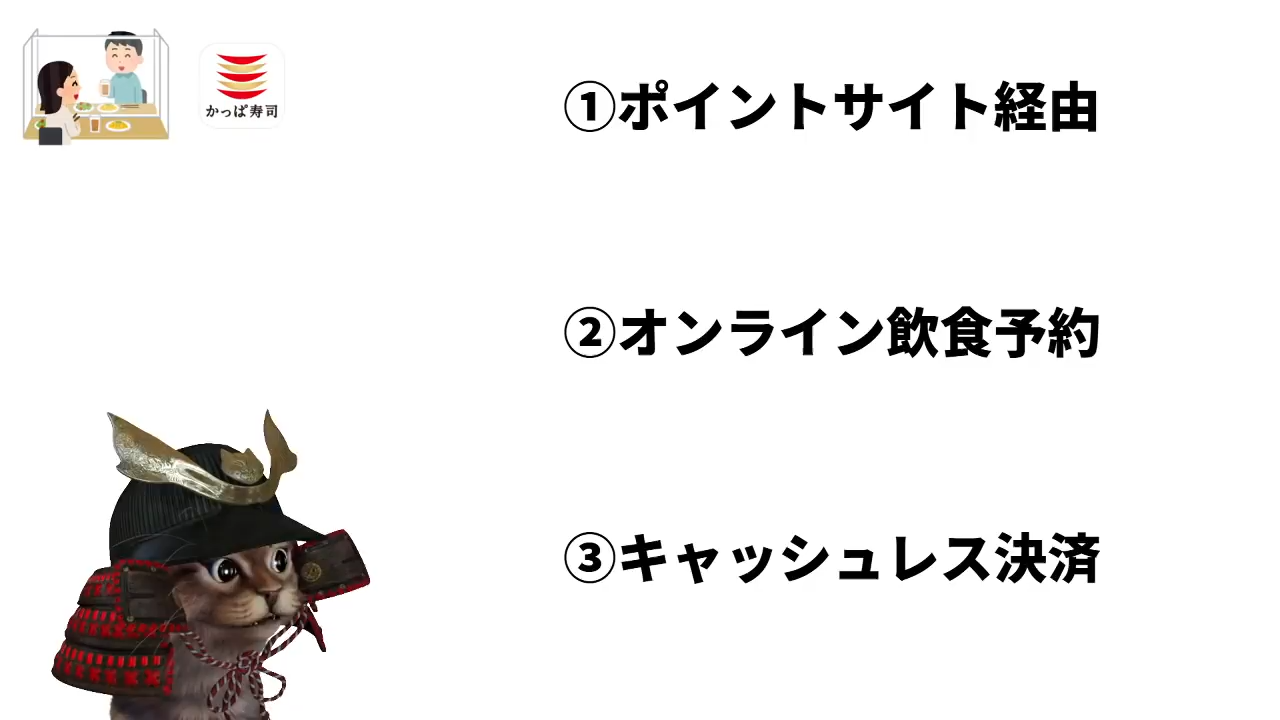 かっぱ寿司
①ポイントサイト経由
②オンライン飲食予約
③キャッシュレス決済